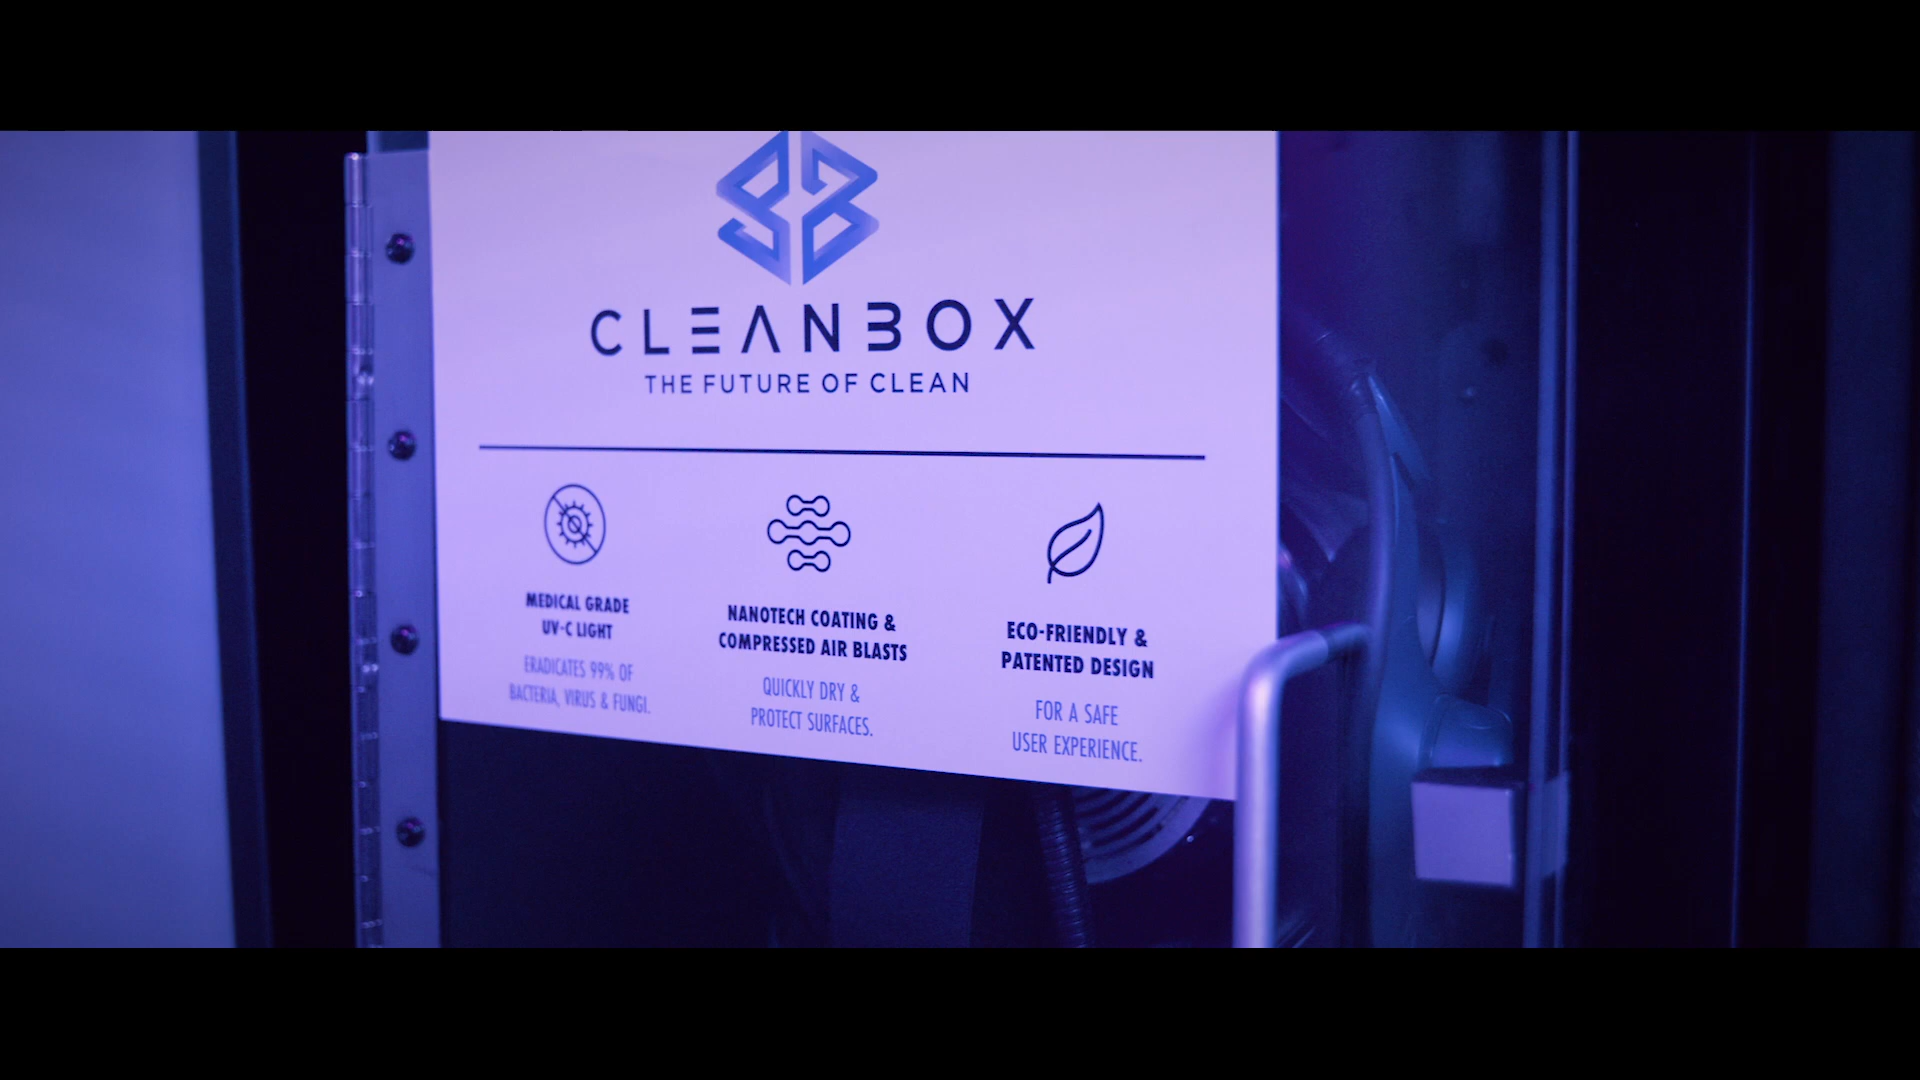 CLEANBOX
THE FUTURE OF CLEAN
MEDICAL GRADE
UV-C LIGHT
ERADICATES 99% OF
BACTERIA, VIRUS & FUNGI.
NANOTECH COATING &
COMPRESSED AIR BLASTS
QUICKLY DRY &
PROTECT SURFACES.
ECO-FRIENDLY &
PATENTED DESIGN
FOR A SAFE
USER EXPERIENCE.